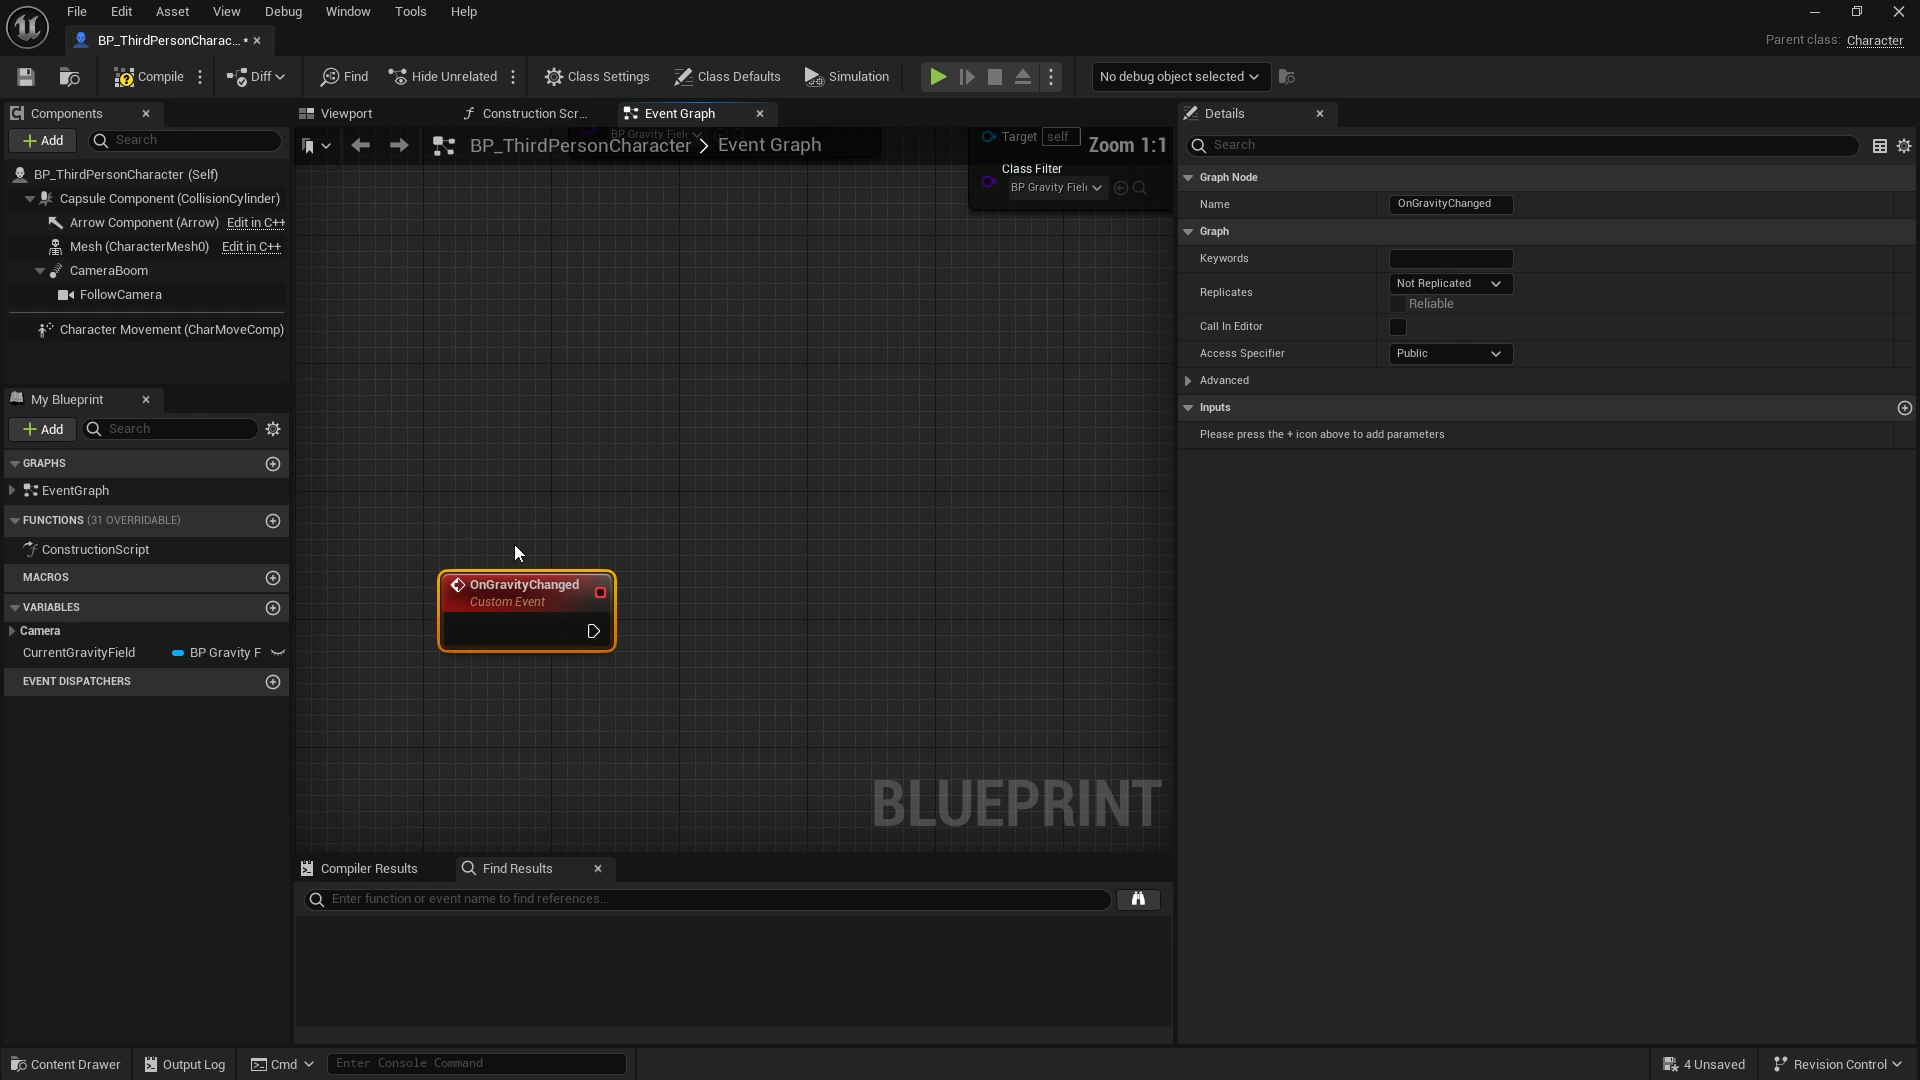 File Edit Asset View Debug Window Tools Help
BP_ThirdPersonCharac... •
Parent class: Character
Compile Diff Find Hide Unrelated Class Settings Class Defaults Simulation No debug object selected
Components
Add Search
BP_ThirdPersonCharacter (Self)
Capsule Component (CollisionCylinder)
Arrow Component (Arrow) Edit in C++
Mesh (CharacterMesh0) Edit in C++
CameraBoom
FollowCamera
Character Movement (CharMoveComp)
My Blueprint
Add Search
GRAPHS
EventGraph
FUNCTIONS (31 OVERRIDABLE)
ConstructionScript
MACROS
VARIABLES
Camera
CurrentGravityField BP Gravity F
EVENT DISPATCHERS
Viewport Construction Scr... Event Graph
BP Gravity Fiel
BP_ThirdPersonCharacter > Event Graph
Zoom 1:1
Target self
Class Filter
BP Gravity Fiel
OnGravityChanged
Custom Event
BLUEPRINT
Compiler Results Find Results
Enter function or event name to find references...
Details
Search
Graph Node
Name OnGravityChanged
Graph
Keywords
Replicates Not Replicated
Reliable
Call In Editor
Access Specifier Public
Advanced
Inputs
Please press the + icon above to add parameters
Content Drawer Output Log Cmd Enter Console Command 4 Unsaved Revision Control